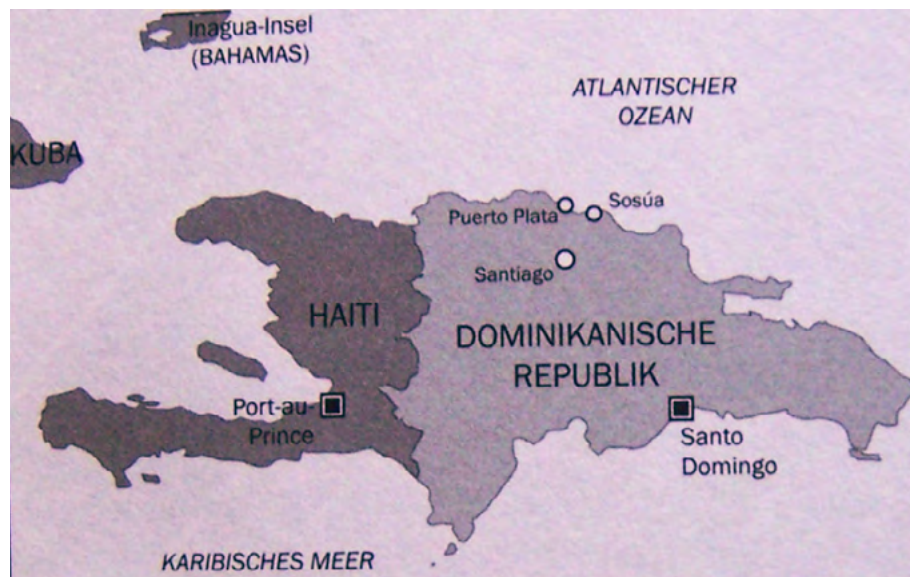 Inagua-Insel
(BAHAMAS)
ATLANTISCHER
OZEAN
KUBA
Puerto Plata
Sosúa
Santiago
HAITI
DOMINIKANISCHE
REPUBLIK
Port-au-
Prince
Santo
Domingo
KARIBISCHES MEER